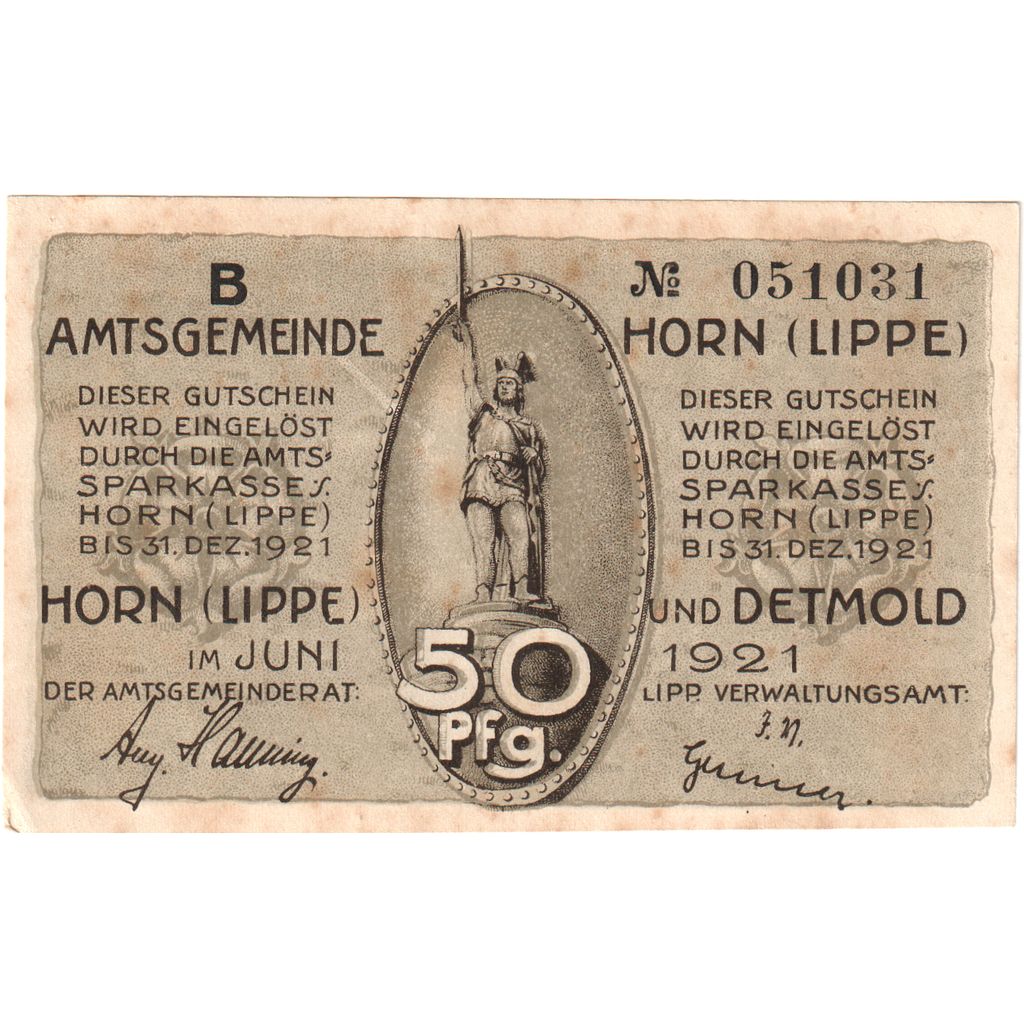 B
AMTSGEMEINDE
DIESER GUTSCHEIN
WIRD EINGELÖST
DURCH DIE AMTS=
SPARKASSE z.
HORN (LIPPE)
BIS 31. DEZ. 1921
№ 051031
HORN (LIPPE)
DIESER GUTSCHEIN
WIRD EINGELÖST
DURCH DIE AMTS=
SPARKASSE z.
HORN (LIPPE)
BIS 31. DEZ. 1921
HORN (LIPPE) UND DETMOLD
IM JUNI 1921
DER AMTSGEMEINDERAT:
LIPP. VERWALTUNGSAMT:
50
Pfg.